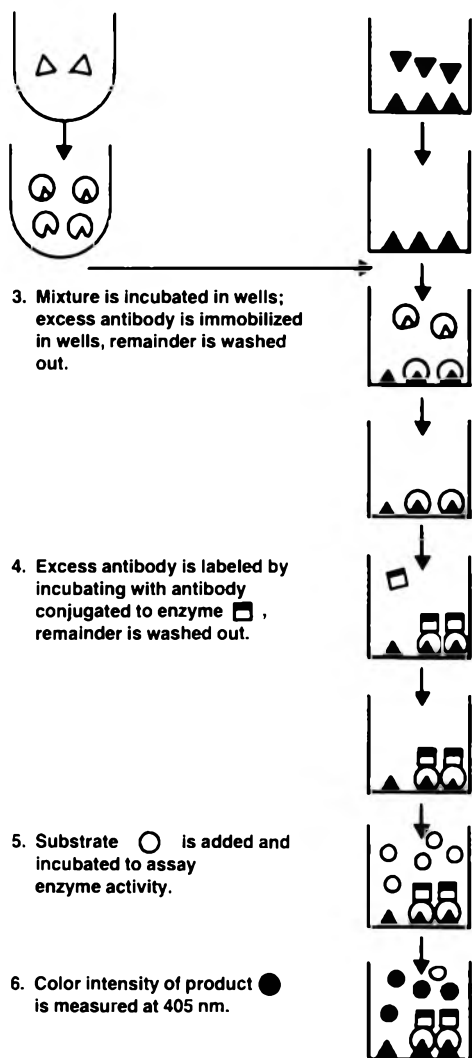 3. Mixture is incubated in wells;
excess antibody is immobilized
in wells, remainder is washed
out.
4. Excess antibody is labeled by
incubating with antibody
conjugated to enzyme ,
remainder is washed out.
5. Substrate is added and
incubated to assay
enzyme activity.
6. Color intensity of product
is measured at 405 nm.